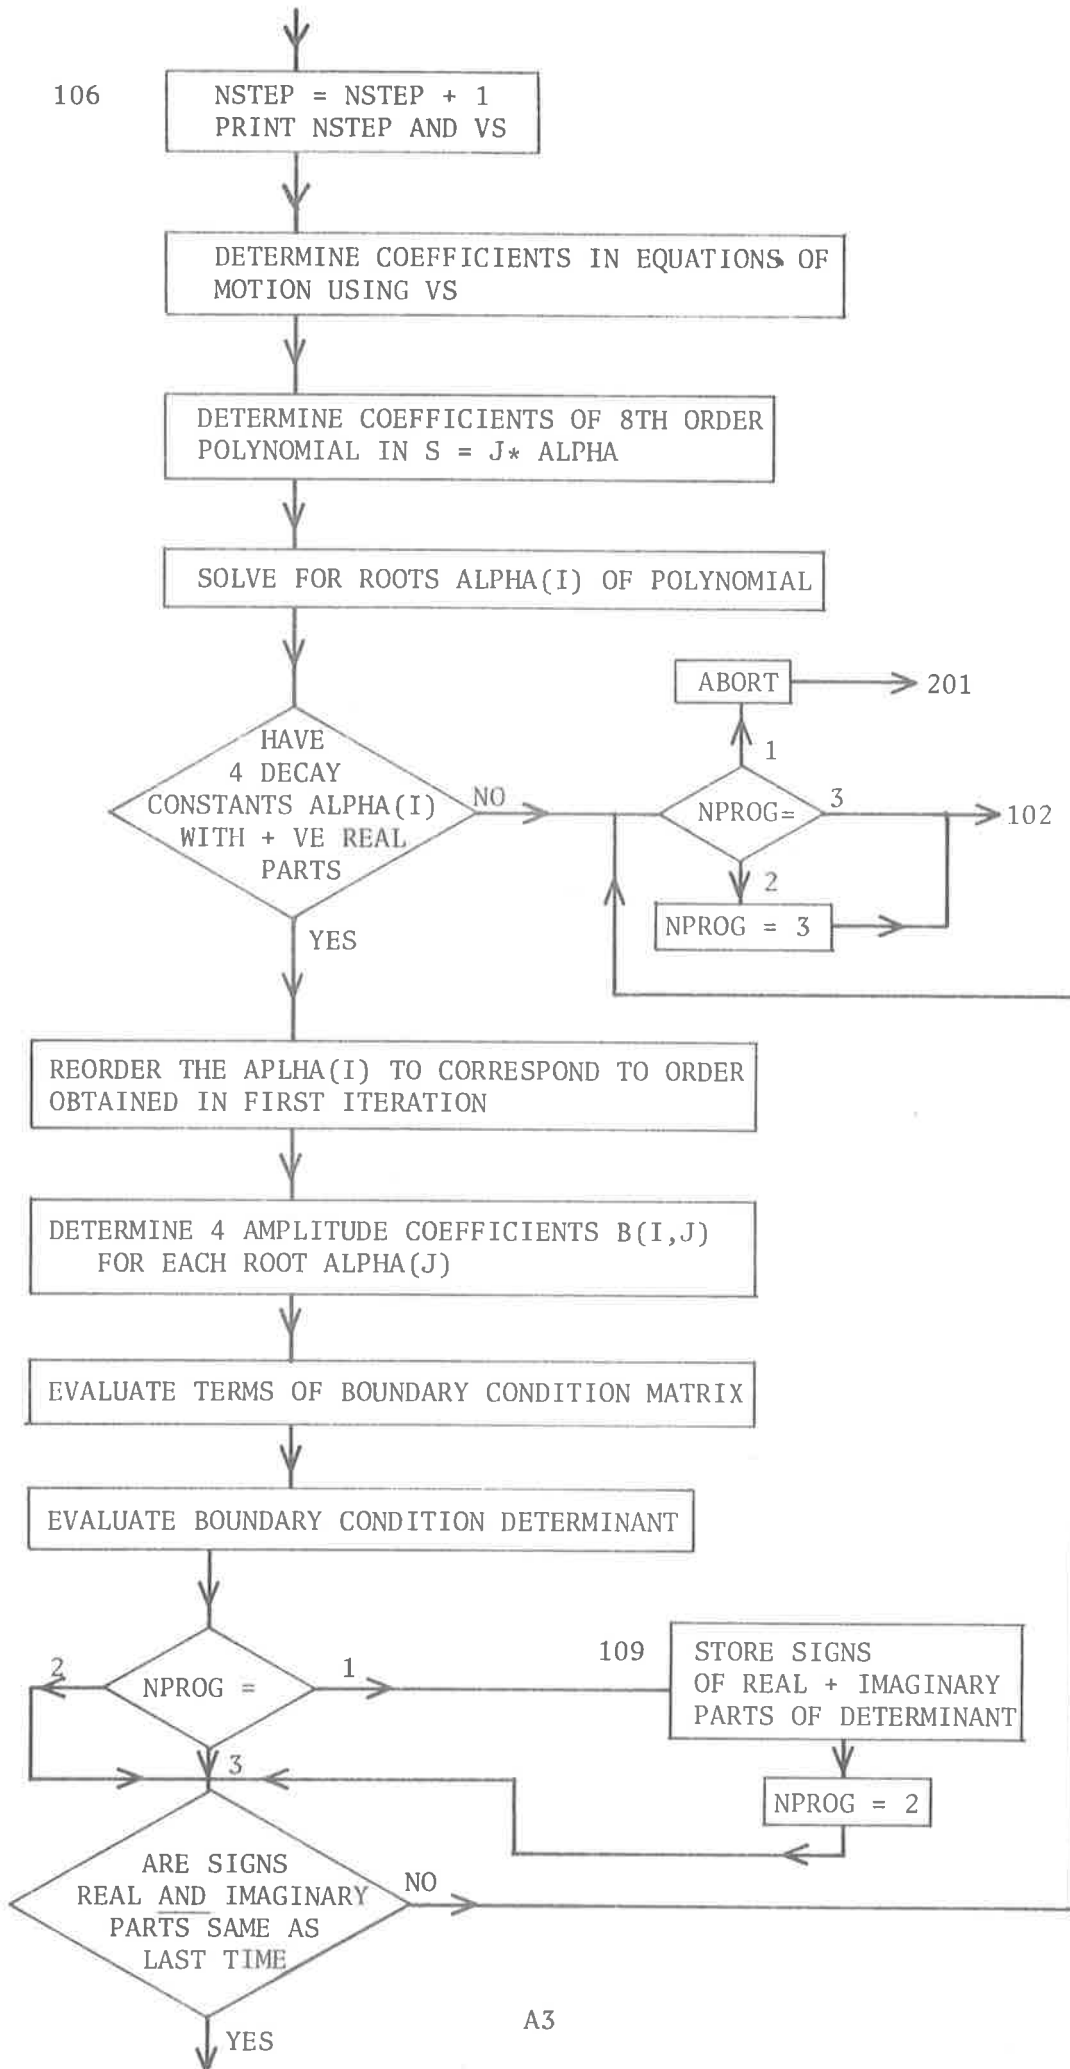 106
NSTEP = NSTEP + 1
PRINT NSTEP AND VS
DETERMINE COEFFICIENTS IN EQUATIONS OF
MOTION USING VS
DETERMINE COEFFICIENTS OF 8TH ORDER
POLYNOMIAL IN S = J* ALPHA
SOLVE FOR ROOTS ALPHA(I) OF POLYNOMIAL
ABORT
201
1
HAVE
4 DECAY
CONSTANTS ALPHA(I)
WITH + VE REAL
PARTS
NO
NPROG=
3
102
2
NPROG = 3
YES
REORDER THE APLHA(I) TO CORRESPOND TO ORDER
OBTAINED IN FIRST ITERATION
DETERMINE 4 AMPLITUDE COEFFICIENTS B(I,J)
FOR EACH ROOT ALPHA(J)
EVALUATE TERMS OF BOUNDARY CONDITION MATRIX
EVALUATE BOUNDARY CONDITION DETERMINANT
2
NPROG =
1
3
109
STORE SIGNS
OF REAL + IMAGINARY
PARTS OF DETERMINANT
NPROG = 2
ARE SIGNS
REAL AND IMAGINARY
PARTS SAME AS
LAST TIME
NO
YES
A3